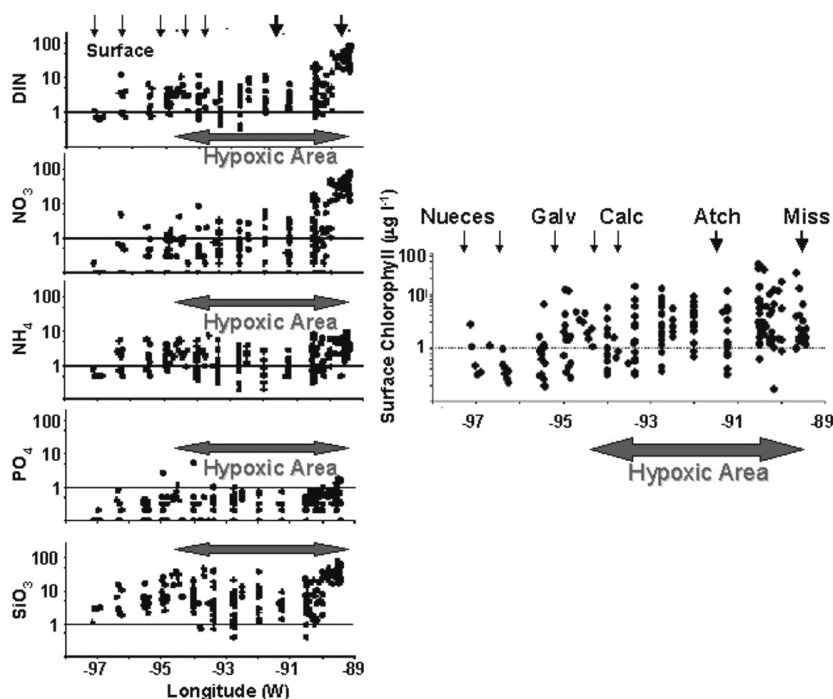 Surface
100
10
1
DIN
Hypoxic Area
100
10
1
NO3
100
10
1
NH4
Hypoxic Area
100
10
1
PO4
Hypoxic Area
100
10
1
SiO3
-97 -95 -93 -91 -89
Longitude (W)
Nueces Galv Calc Atch Miss
Surface Chlorophyll (µg l-1)
100
10
1
-97 -95 -93 -91 -89
Hypoxic Area